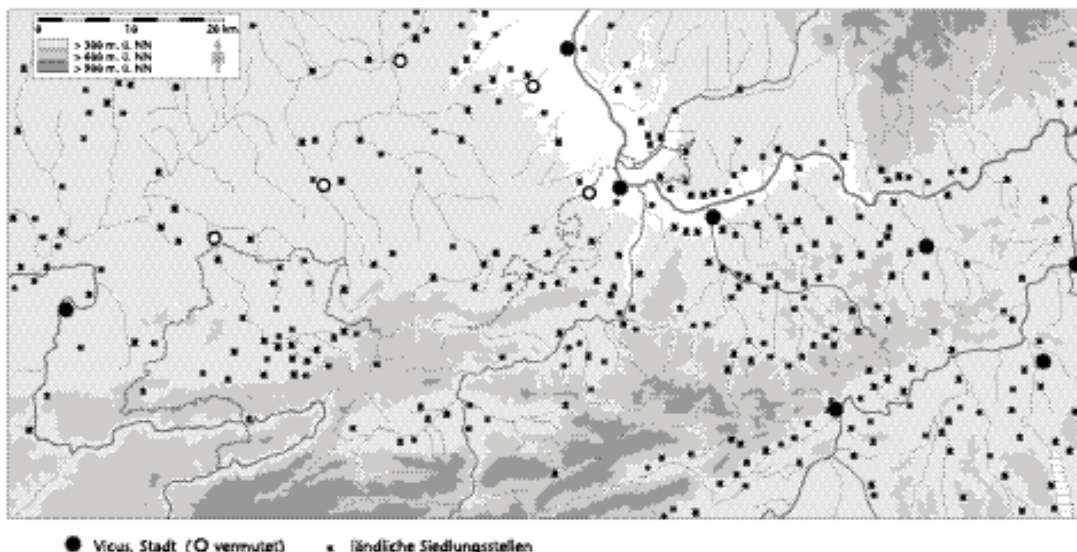 0 10 20 km
> 300 m. ü. NN
> 600 m. ü. NN
> 900 m. ü. NN
Vicus, Stadt (O vermutet)
ländliche Siedlungsstellen